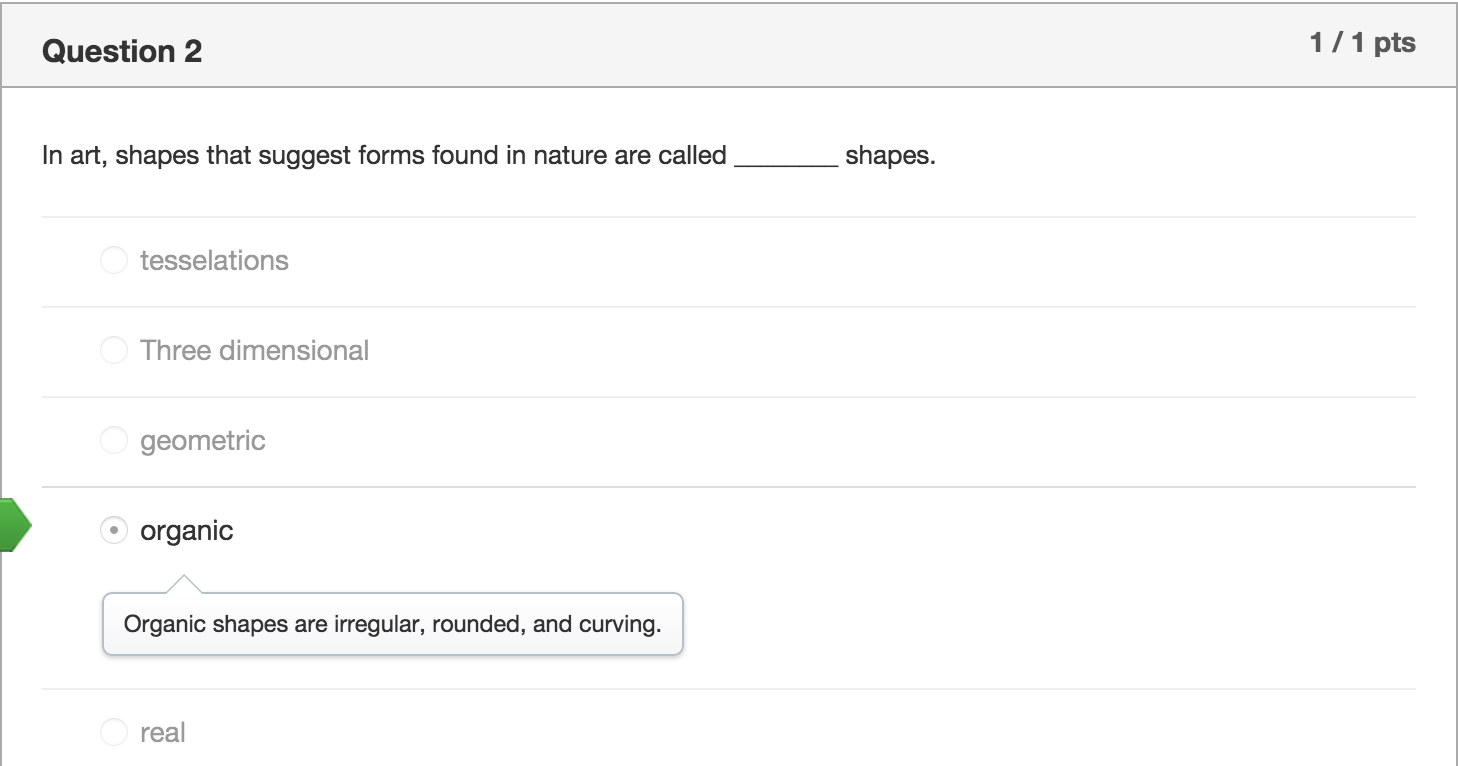 Question 2
1 / 1 pts
In art, shapes that suggest forms found in nature are called ________ shapes.
tesselations
Three dimensional
geometric
organic
Organic shapes are irregular, rounded, and curving.
real